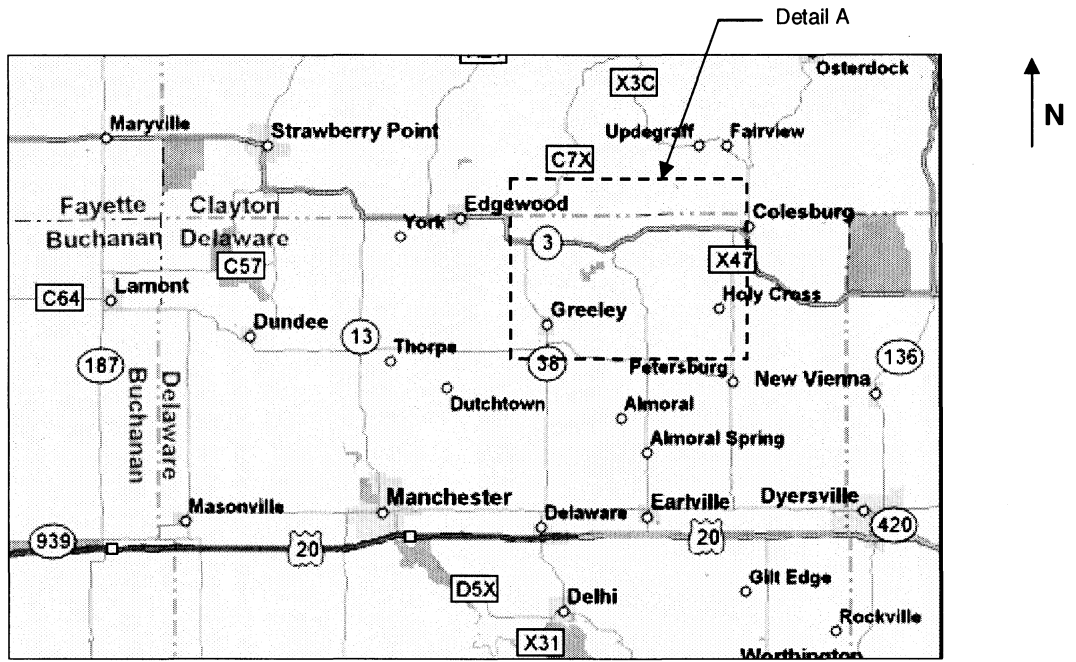 Detail A
N
Osterdock
X3C
Maryville
Strawberry Point
Updegraff
Fairview
C7X
Fayette
Clayton
Edgewood
Colesburg
Buchanan
Delaware
York
3
X47
C57
C64
Lamont
Holy Cross
Greeley
Dundee
13
Thorpe
38
187
136
Petersburg
New Vienna
Buchanan
Delaware
Dutchtown
Almoral
Almoral Spring
Masonville
Manchester
Delaware
Earlville
Dyersville
939
20
20
420
D5X
Delhi
Gilt Edge
X31
Rockville
Worthington